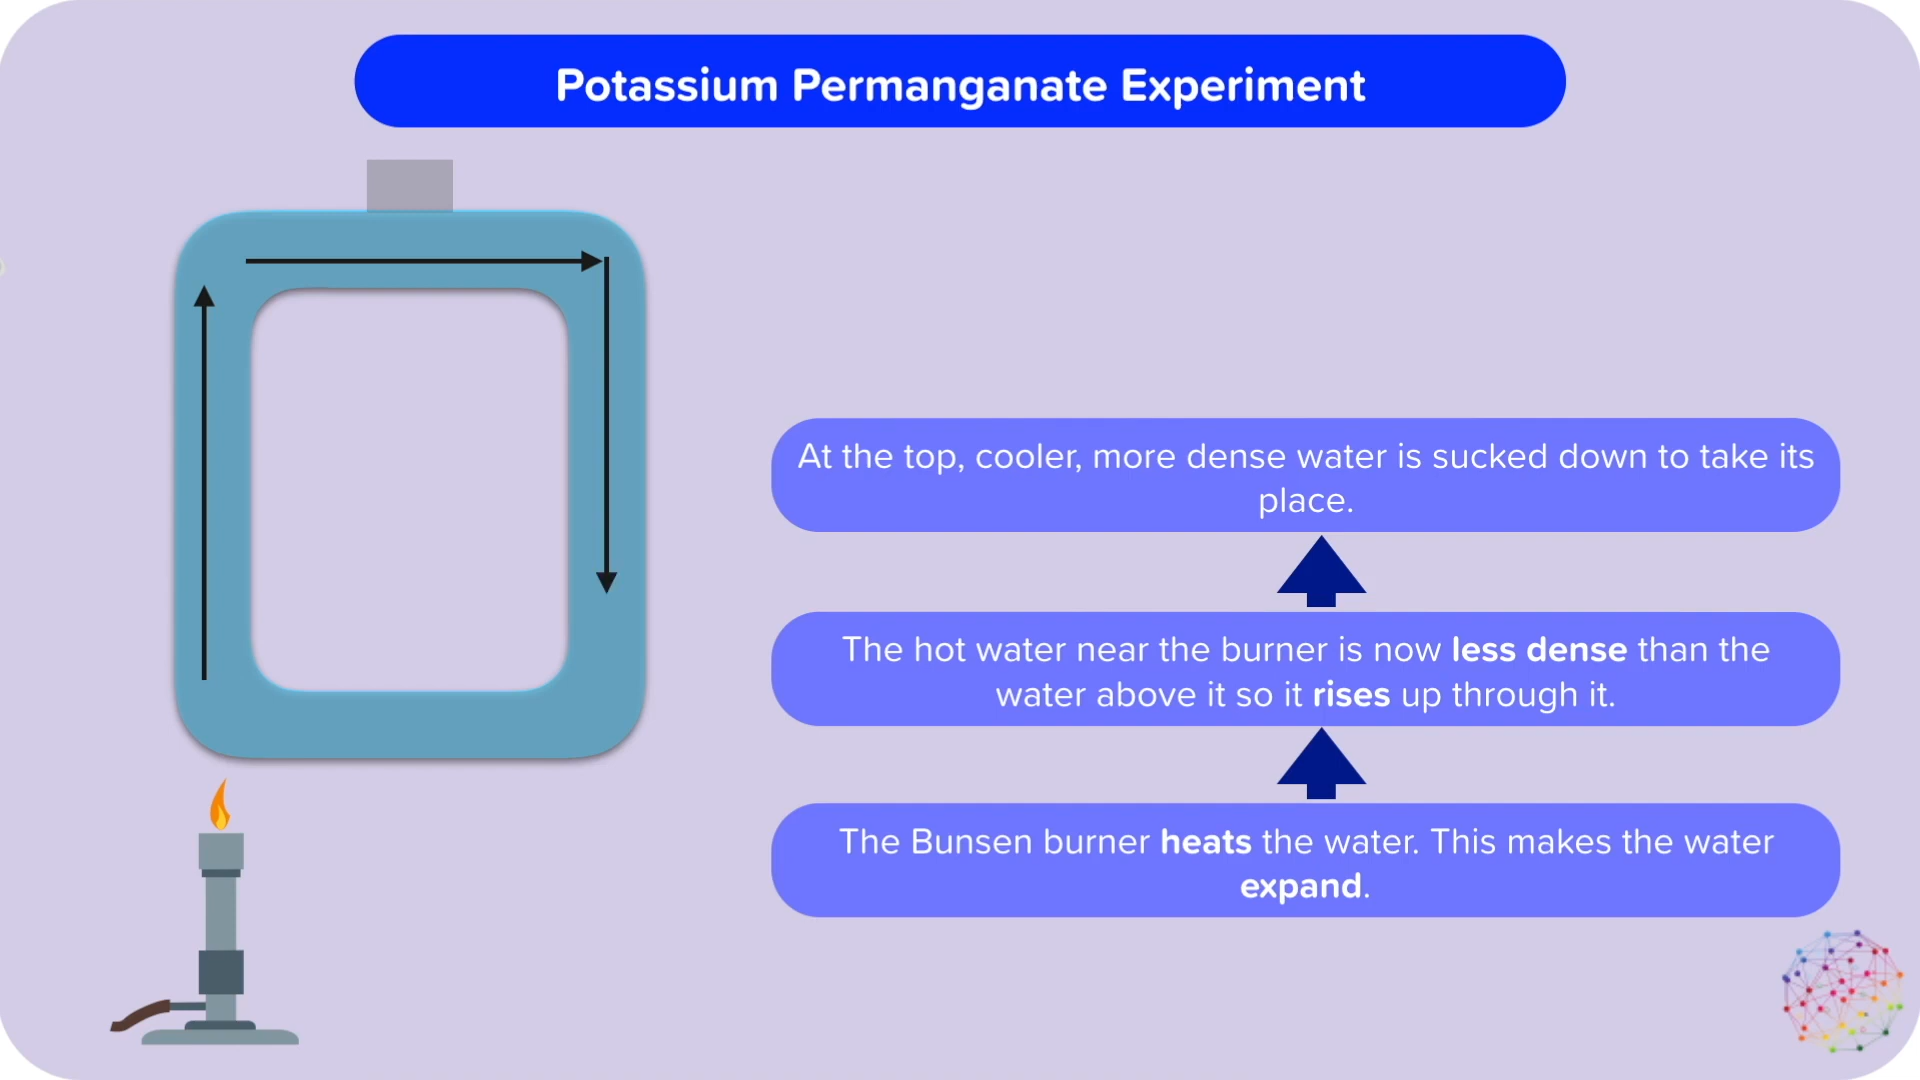 Potassium Permanganate Experiment
At the top, cooler, more dense water is sucked down to take its
place.
The hot water near the burner is now less dense than the
water above it so it rises up through it.
The Bunsen burner heats the water. This makes the water
expand.